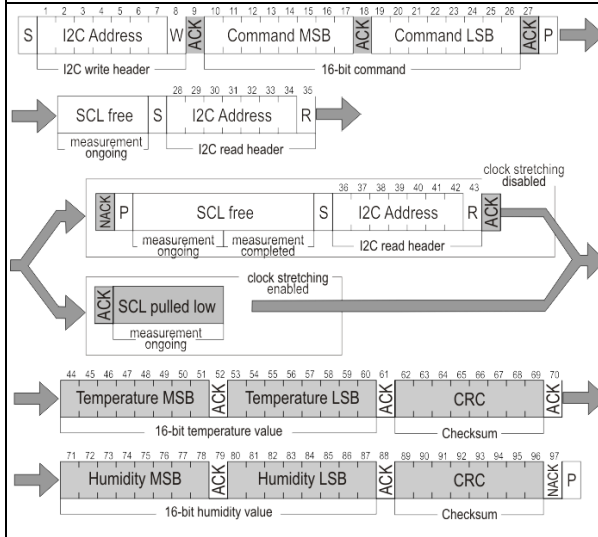 1 2 3 4 5 6 7 8 9 10 11 12 13 14 15 16 17 18 19 20 21 22 23 24 25 26 27
S I2C Address W ACK Command MSB ACK Command LSB ACK P
I2C write header 16-bit command
28 29 30 31 32 33 34 35
SCL free S I2C Address R
measurement ongoing I2C read header
clock stretching disabled
36 37 38 39 40 41 42 43
NACK P SCL free S I2C Address R ACK
measurement ongoing measurement completed I2C read header
clock stretching enabled
ACK SCL pulled low
measurement ongoing
44 45 46 47 48 49 50 51 52 53 54 55 56 57 58 59 60 61 62 63 64 65 66 67 68 69 70
Temperature MSB ACK Temperature LSB ACK CRC ACK
16-bit temperature value Checksum
71 72 73 74 75 76 77 78 79 80 81 82 83 84 85 86 87 88 89 90 91 92 93 94 95 96 97
Humidity MSB ACK Humidity LSB ACK CRC NACK P
16-bit humidity value Checksum